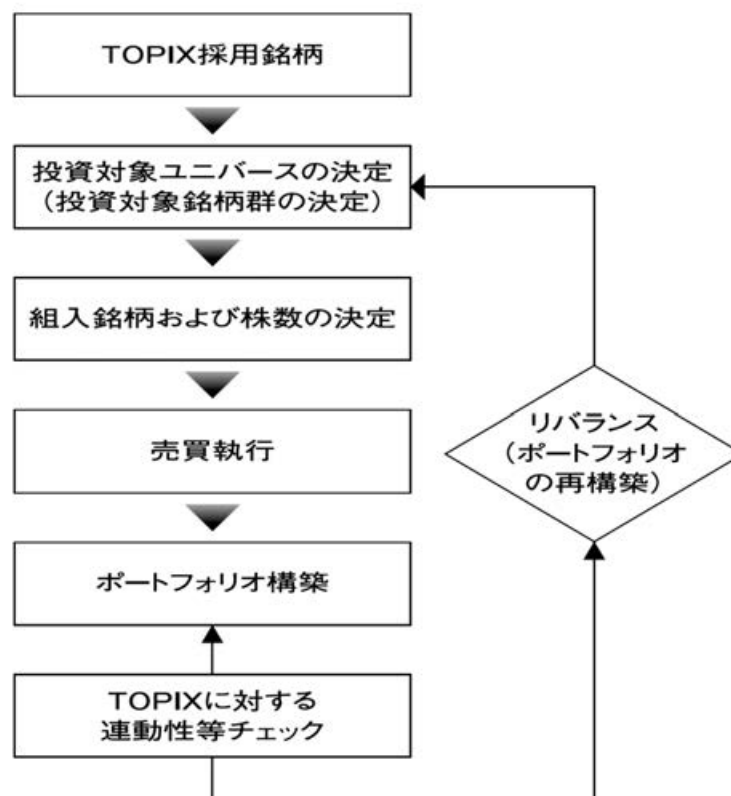 TOPIX採用銘柄
投資対象ユニバースの決定
（投資対象銘柄群の決定）
組入銘柄および株数の決定
売買執行
ポートフォリオ構築
TOPIXに対する
連動性等チェック
リバランス
（ポートフォリオ
の再構築）